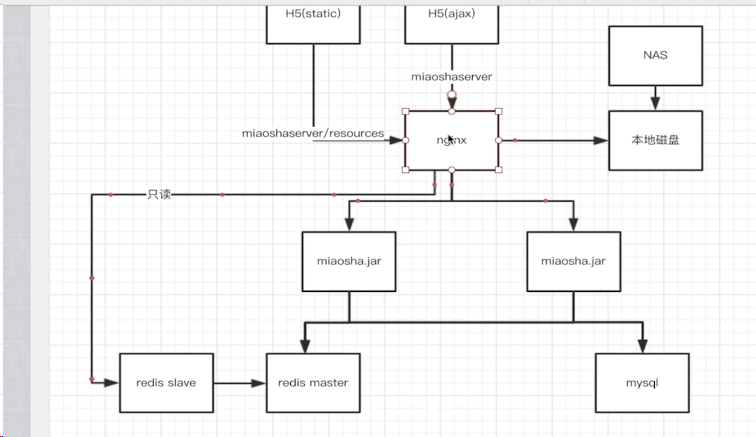 H5(static)
H5(ajax)
NAS
miaoshaserver
miaoshaserver/resources
nginx
本地磁盘
只读
miaosha.jar
miaosha.jar
redis slave
redis master
mysql